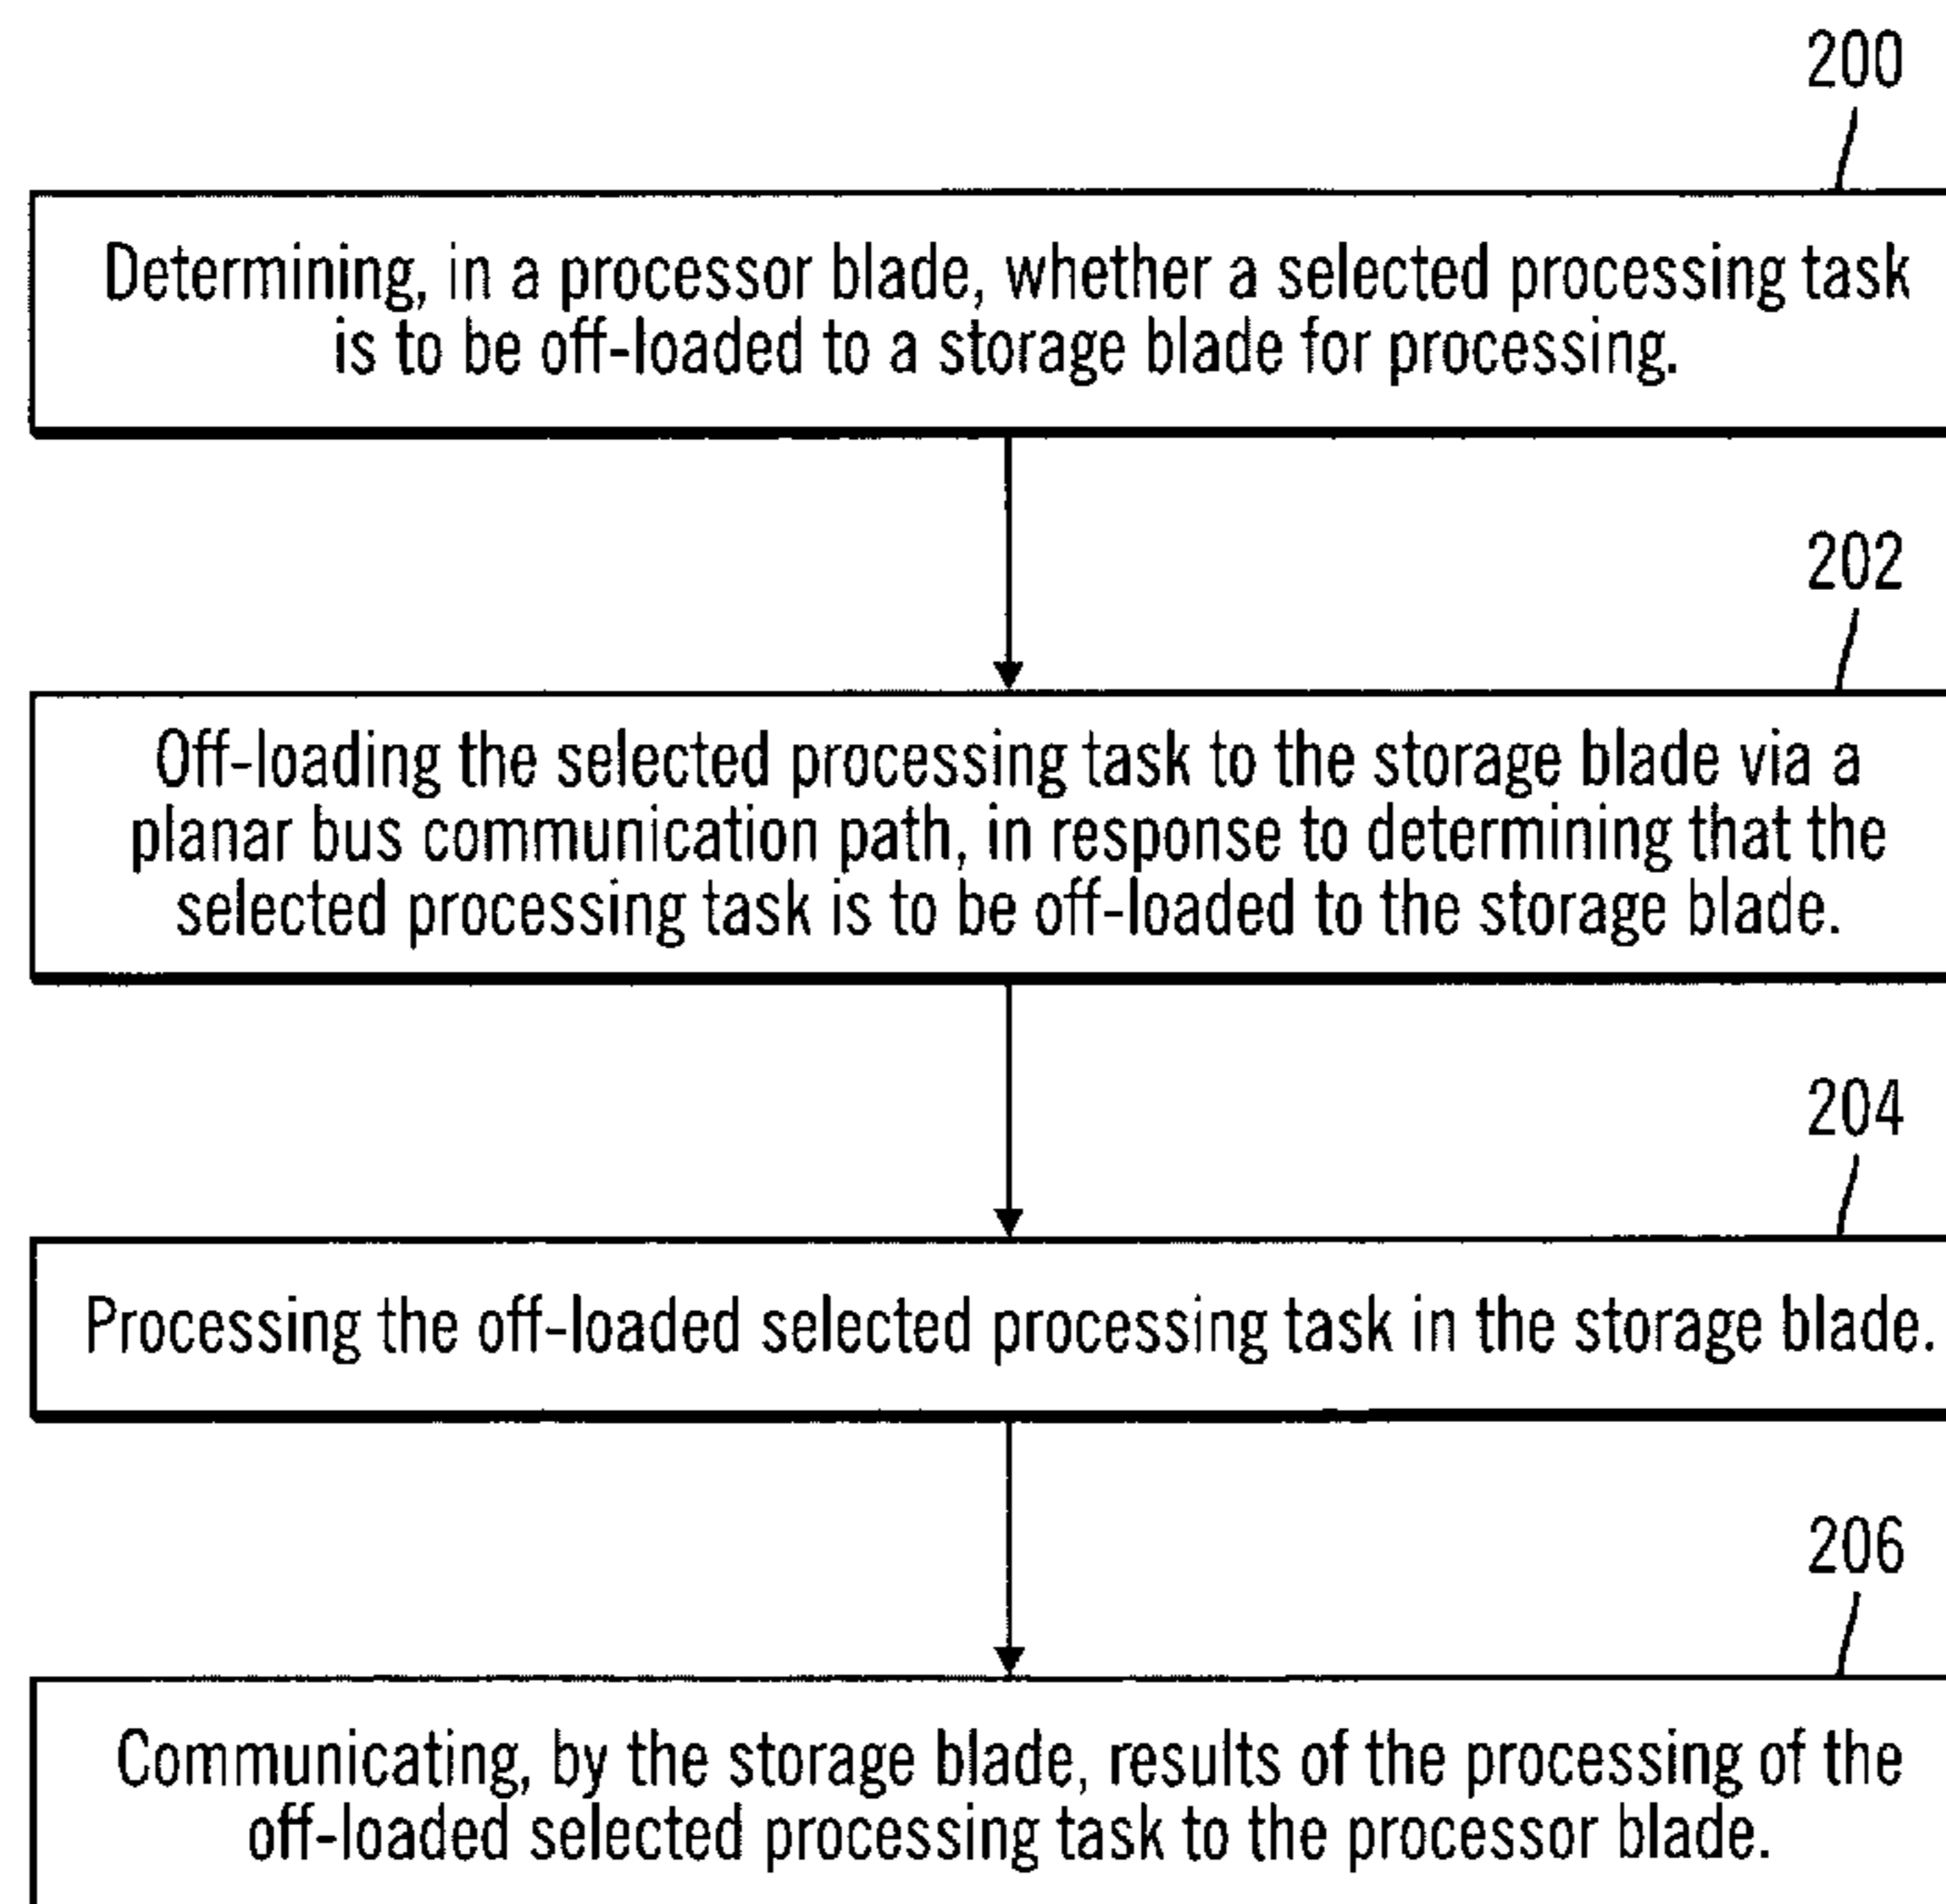 200
Determining, in a processor blade, whether a selected processing task
is to be off-loaded to a storage blade for processing.
202
Off-loading the selected processing task to the storage blade via a
planar bus communication path, in response to determining that the
selected processing task is to be off-loaded to the storage blade.
204
Processing the off-loaded selected processing task in the storage blade.
206
Communicating, by the storage blade, results of the processing of the
off-loaded selected processing task to the processor blade.